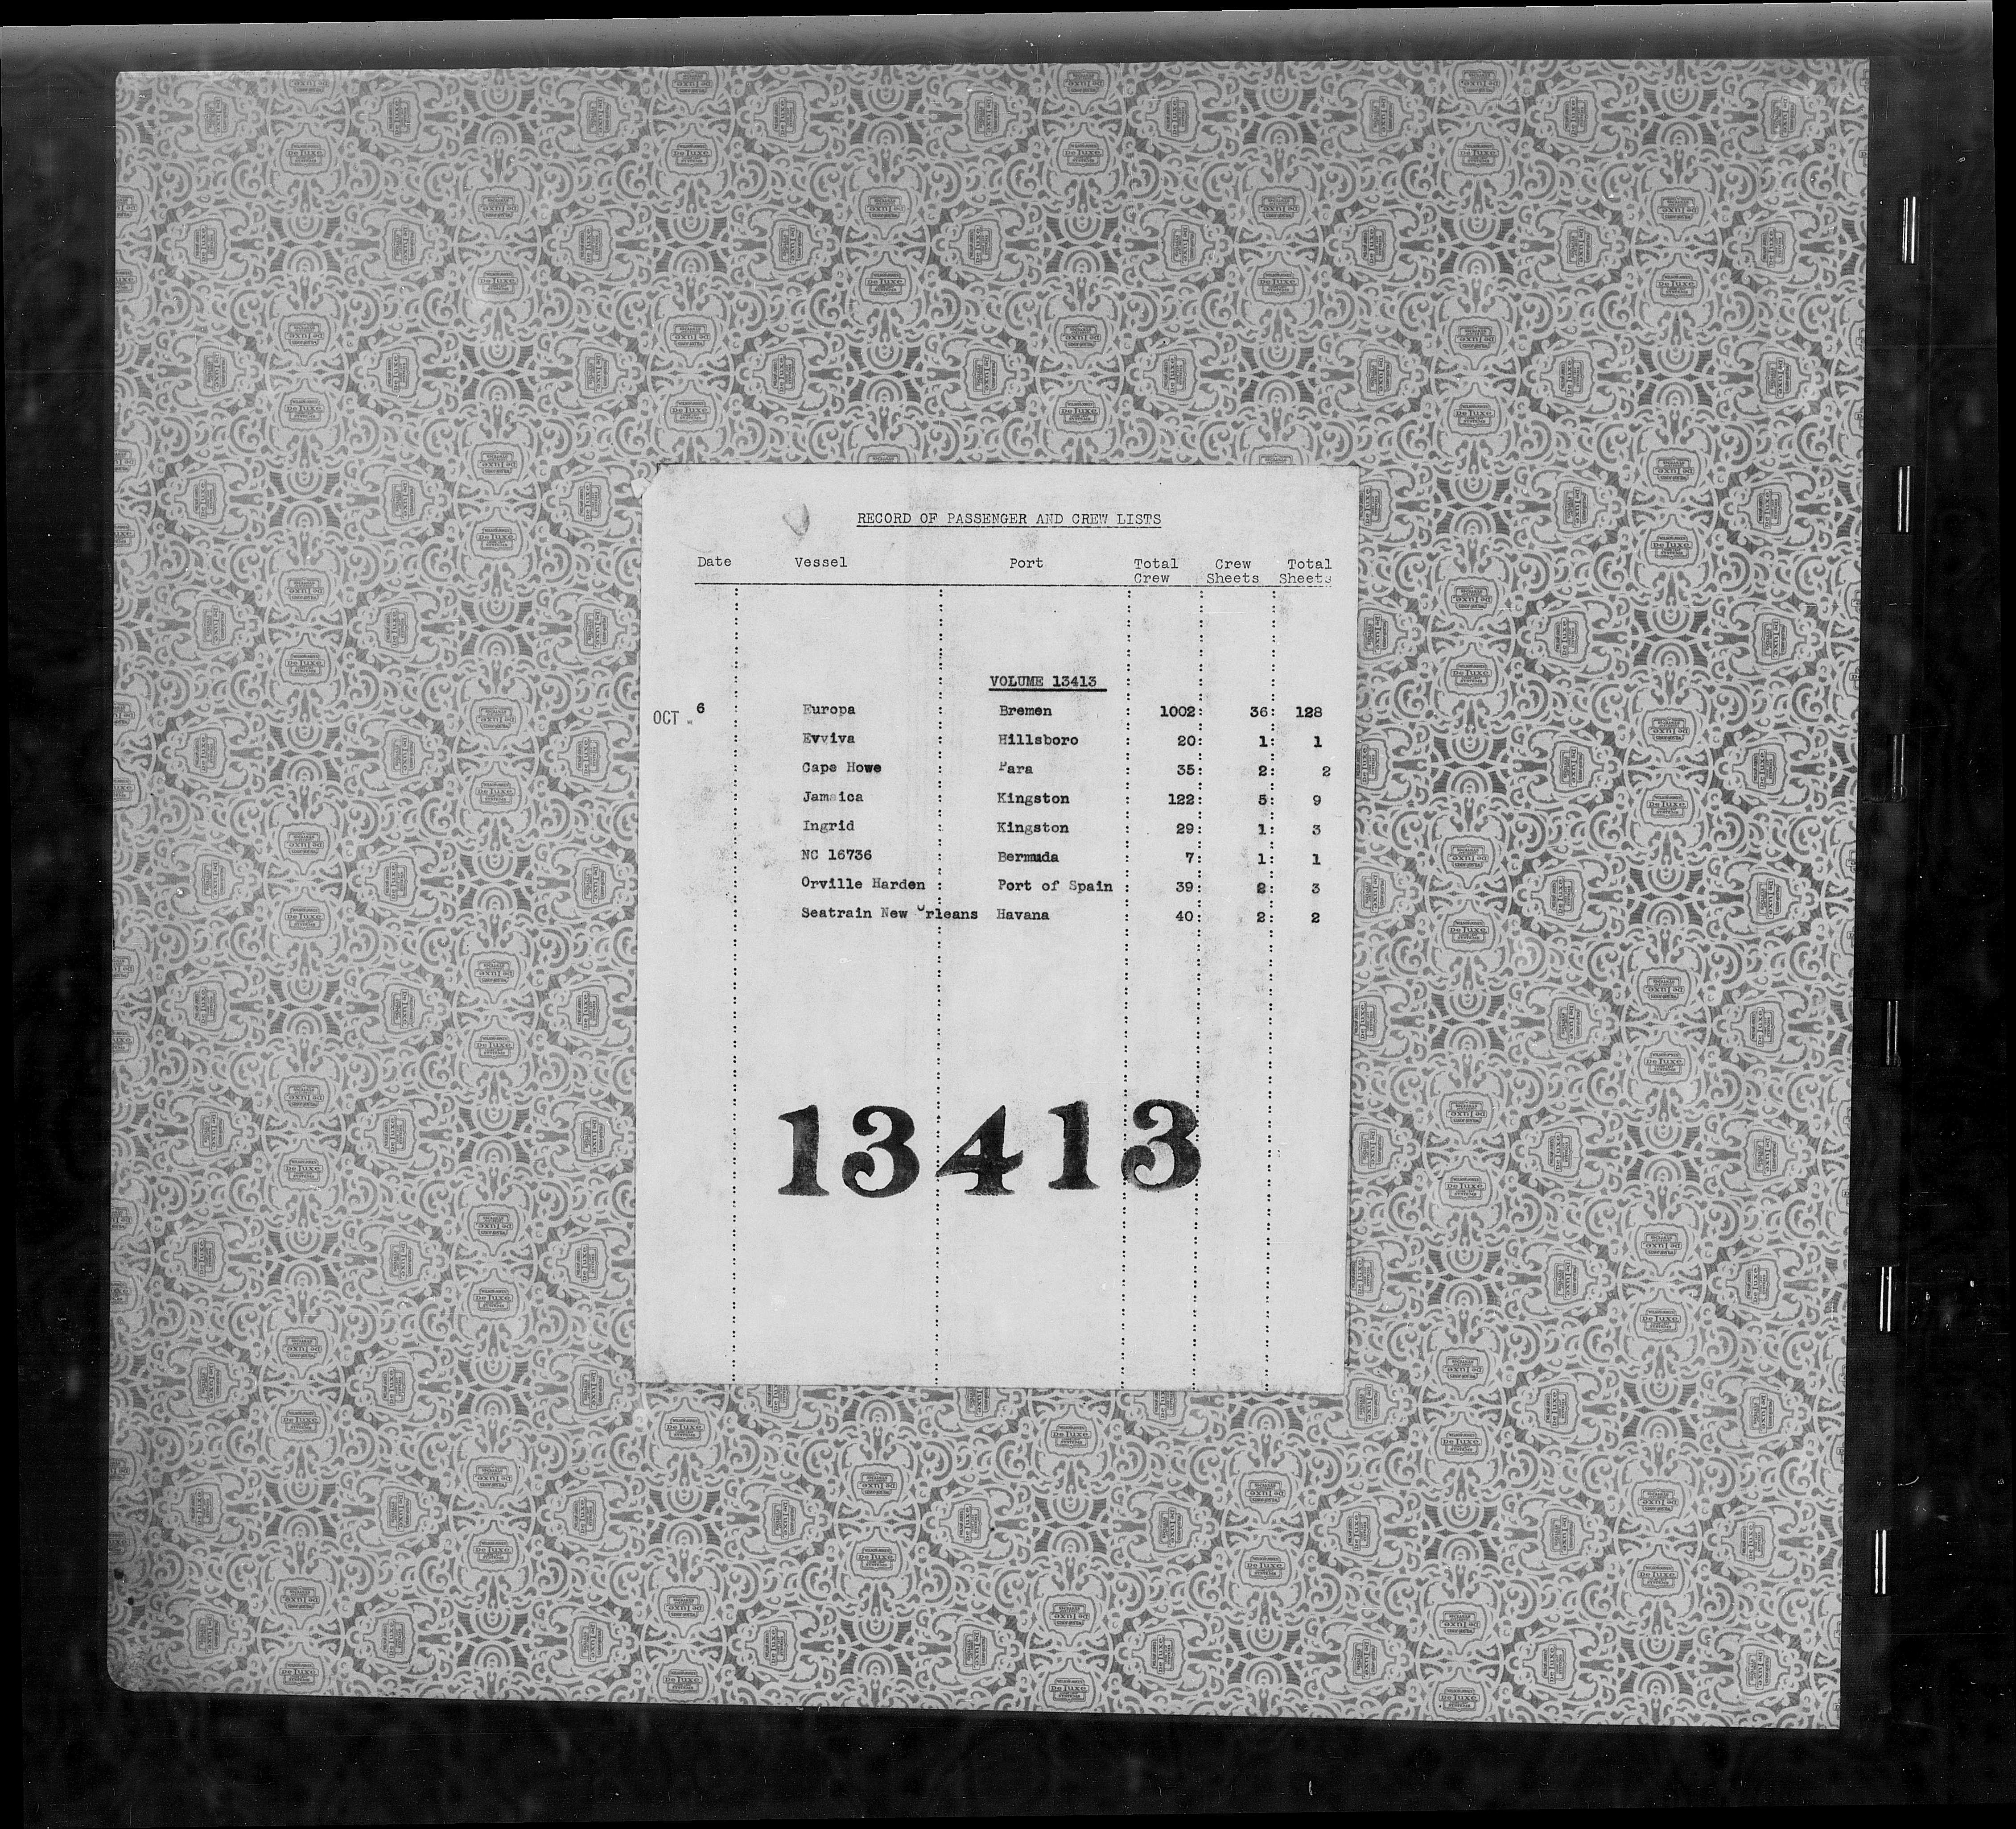 RECORD OF PASSENGER AND CREW LISTS
Date Vessel Port Total Crew Crew Sheets Total Sheets
VOLUME 13413
OCT 6 Europa Bremen 1002: 36: 128
Evviva Hillsboro : 20: 1: 1
Cape Howe Para : 35: 2: 2
Jamaica Kingston : 122: 5: 9
Ingrid Kingston : 29: 1: 3
NC 16736 Bermuda : 7: 1: 1
Orville Harden : Port of Spain : 39: 2: 3
Seatrain New Orleans Havana : 40: 2: 2
13413
De Luxe